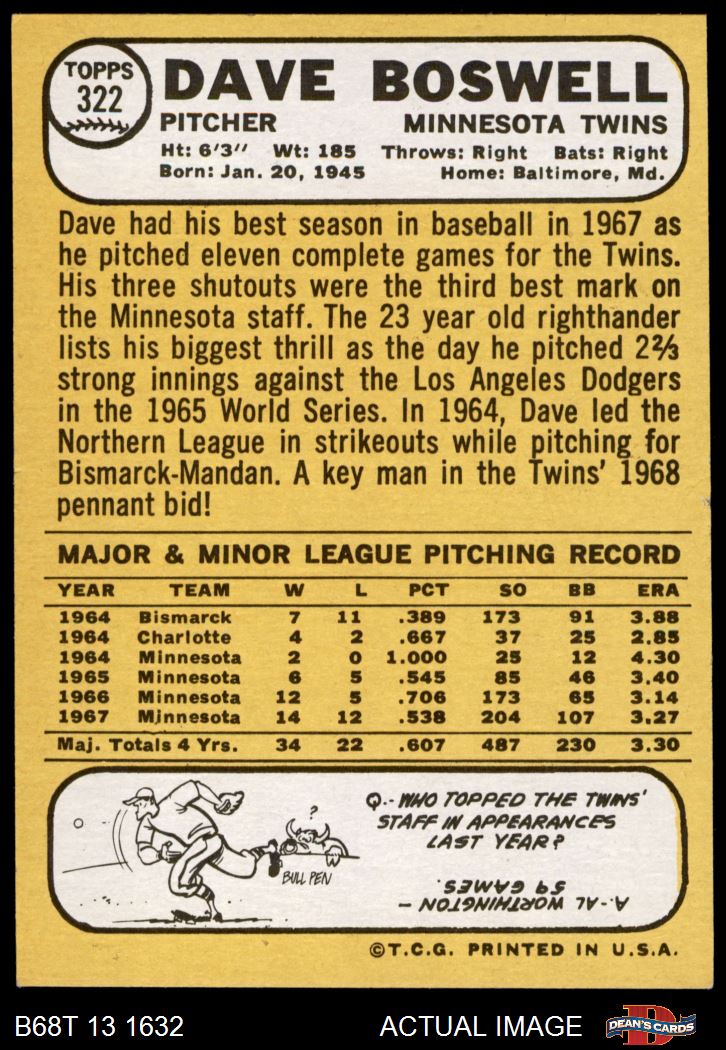 TOPPS
322
DAVE BOSWELL
PITCHER MINNESOTA TWINS
Ht: 6'3" Wt: 185 Throws: Right Bats: Right
Born: Jan. 20, 1945 Home: Baltimore, Md.
Dave had his best season in baseball in 1967 as
he pitched eleven complete games for the Twins.
His three shutouts were the third best mark on
the Minnesota staff. The 23 year old righthander
lists his biggest thrill as the day he pitched 2⅔
strong innings against the Los Angeles Dodgers
in the 1965 World Series. In 1964, Dave led the
Northern League in strikeouts while pitching for
Bismarck-Mandan. A key man in the Twins' 1968
pennant bid!
MAJOR & MINOR LEAGUE PITCHING RECORD
YEAR TEAM W L PCT SO BB ERA
1964 Bismarck 7 11 .389 173 91 3.88
1964 Charlotte 4 2 .667 37 25 2.85
1964 Minnesota 2 0 1.000 25 12 4.30
1965 Minnesota 6 5 .545 85 46 3.40
1966 Minnesota 12 5 .706 173 65 3.14
1967 Minnesota 14 12 .538 204 107 3.27
Maj. Totals 4 Yrs. 34 22 .607 487 230 3.30
?
BULL PEN
Q.- WHO TOPPED THE TWINS'
STAFF IN APPEARANCES
LAST YEAR?
A.- AL WORTHINGTON –
59 GAMES.
©T.C.G. PRINTED IN U.S.A.
B68T 13 1632 ACTUAL IMAGE DEAN'S CARDS